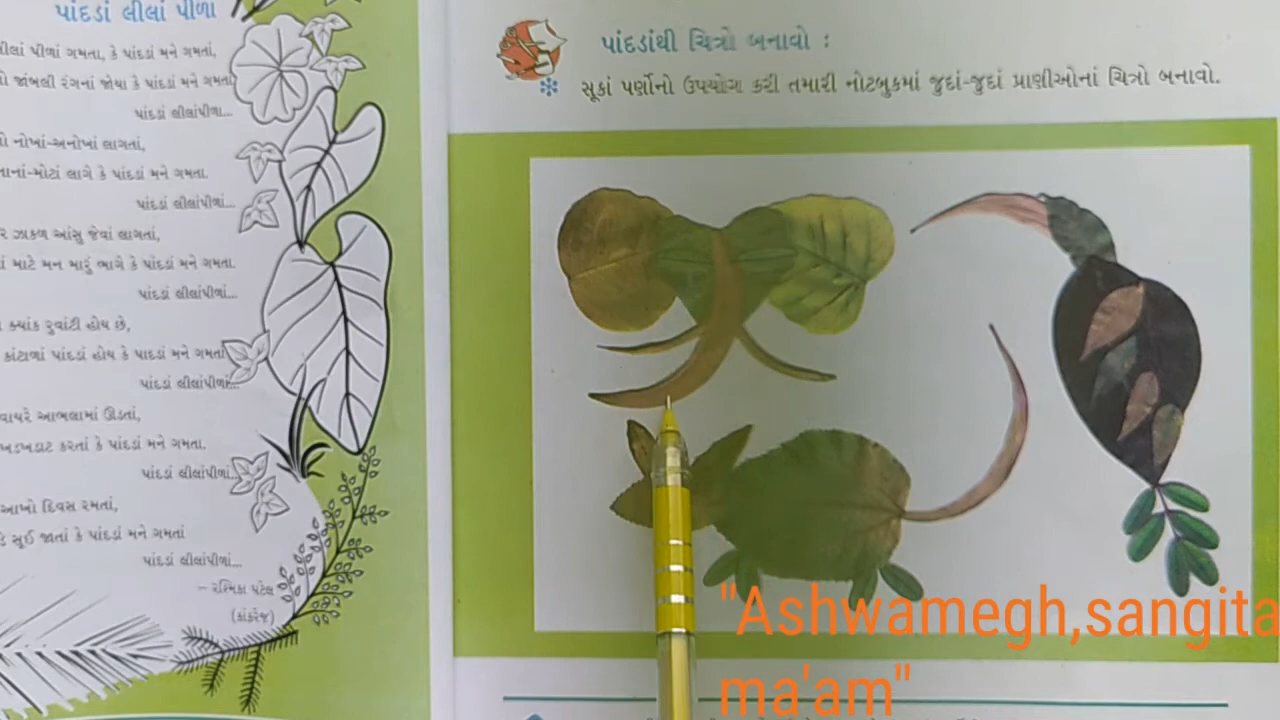 પાંદડાં લીલાં પીળા
પીળાં ગમતા, કે પાંદડાં મને ગમતાં,
જાંબલી રંગનાં જોયા કે પાંદડાં મને ગમતાં
પાંદડાં લીલાંપીળા...
નોખાં-અનોખાં લાગતાં,
મોટાં લાગે કે પાંદડાં મને ગમતા.
પાંદડાં લીલાંપીળાં...
ઝાકળ આંસુ જેવાં લાગતાં,
માટે મન મારું ભાગે કે પાંદડાં મને ગમતા.
પાંદડાં લીલાંપીળાં...
ક્યાંક રુવાંટી હોય છે,
કાંટાળાં પાંદડાં હોય કે પાદડાં મને ગમતા
પાંદડાં લીલાંપીળાં...
વાયરે આભલામાં ઊડતાં,
ખડખડાટ કરતાં કે પાંદડાં મને ગમતા.
પાંદડાં લીલાંપીળાં...
આખો દિવસ રમતાં,
સૂઈ જાતાં કે પાંદડાં મને ગમતાં
પાંદડાં લીલાંપીળાં...
– રશ્મિકા પટેલ
(કાંકરેજ)
પાંદડાંથી ચિત્રો બનાવો :
સૂકાં પર્ણોનો ઉપયોગ કરી તમારી નોટબુકમાં જુદાં-જુદાં પ્રાણીઓનાં ચિત્રો બનાવો.
"Ashwamegh,sangita
ma'am"